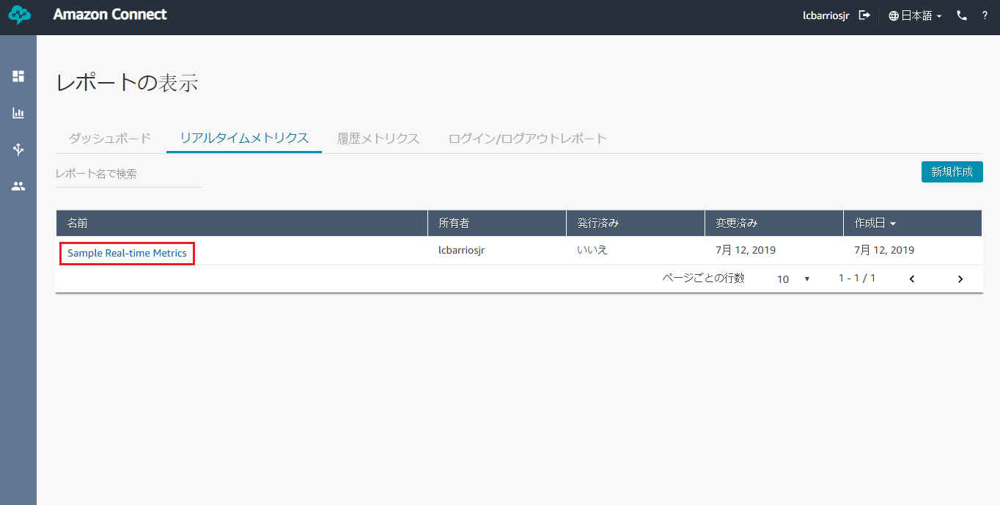 Amazon Connect
lcbarriosjr 日本語 ?
レポートの表示
ダッシュボード リアルタイムメトリクス 履歴メトリクス ログイン/ログアウトレポート
レポート名で検索
新規作成
名前 所有者 発行済み 変更済み 作成日
Sample Real-time Metrics lcbarriosjr いいえ 7月 12, 2019 7月 12, 2019
ページごとの行数 10 1 - 1 / 1